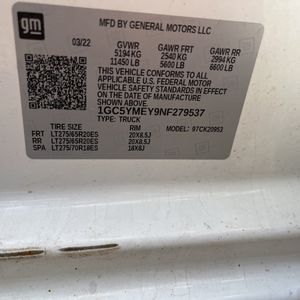 gm
MFD BY GENERAL MOTORS LLC
03/22 GVWR GAWR FRT GAWR RR
5194 KG 2540 KG 2994 KG
11450 LB 5600 LB 6600 LB
THIS VEHICLE CONFORMS TO ALL
APPLICABLE U.S. FEDERAL MOTOR
VEHICLE SAFETY STANDARDS IN
EFFECT ON THE DATE OF
MANUFACTURE SHOWN ABOVE.
1GC5YMEY9NF279537
TYPE: TRUCK
TIRE SIZE RIM MODEL: 97CK20953
FRT LT275/65R20ES 20X8.5J
RR LT275/65R20ES 20X8.5J
SPA LT275/70R18ES 18X8J